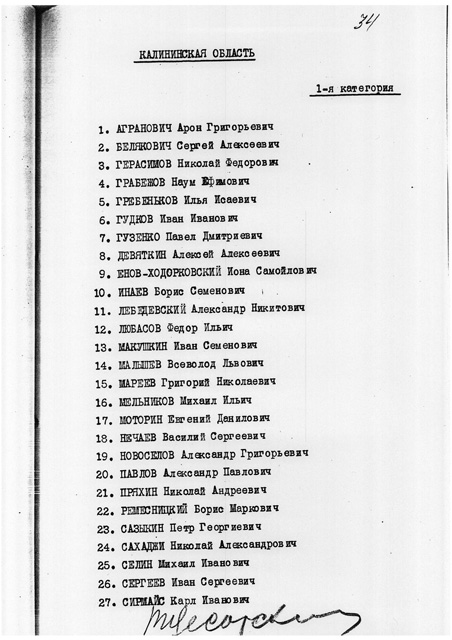 34
КАЛИНИНСКАЯ ОБЛАСТЬ
1-я категория
1. АГРАНОВИЧ Арон Григорьевич
2. БЕЛЯКОВИЧ Сергей Алексеевич
3. ГЕРАСИМОВ Николай Федорович
4. ГРАБЕЖОВ Наум Ефимович
5. ГРЕБЕНЬКОВ Илья Исаевич
6. ГУДКОВ Иван Иванович
7. ГУЗЕНКО Павел Дмитриевич
8. ДЕВЯТКИН Алексей Алексеевич
9. ЕНОВ-ХОДОРКОВСКИЙ Иона Самойлович
10. ИНАЕВ Борис Семенович
11. ЛЕБЕДЕВСКИЙ Александр Никитович
12. ЛЮБАСОВ Федор Ильич
13. МАКУШКИН Иван Семенович
14. МАЛЫШЕВ Всеволод Львович
15. МАРЕЕВ Григорий Николаевич
16. МЕЛЬНИКОВ Михаил Ильич
17. МОТОРИН Евгений Данилович
18. НЕЧАЕВ Василий Сергеевич
19. НОВОСЕЛОВ Александр Григорьевич
20. ПАВЛОВ Александр Павлович
21. ПРЯХИН Николай Андреевич
22. РЕМЕСНИЦКИЙ Борис Маркович
23. САЗЫКИН Петр Георгиевич
24. САХАДЖИ Николай Александрович
25. СЕЛИН Михаил Иванович
26. СЕРГЕЕВ Иван Сергеевич
27. СИРМАЙС Карл Иванович